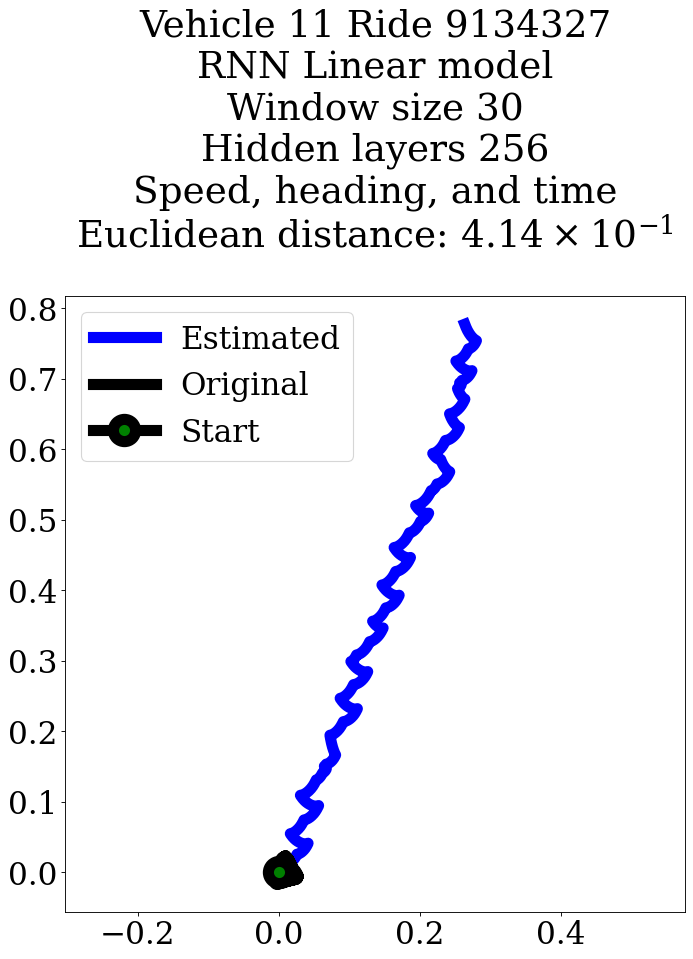 Vehicle 11 Ride 9134327
RNN Linear model
Window size 30
Hidden layers 256
Speed, heading, and time
Euclidean distance: 4.14 × 10⁻¹
0.8
0.7
0.6
0.5
0.4
0.3
0.2
0.1
0.0
Estimated
Original
Start
−0.2
0.0
0.2
0.4